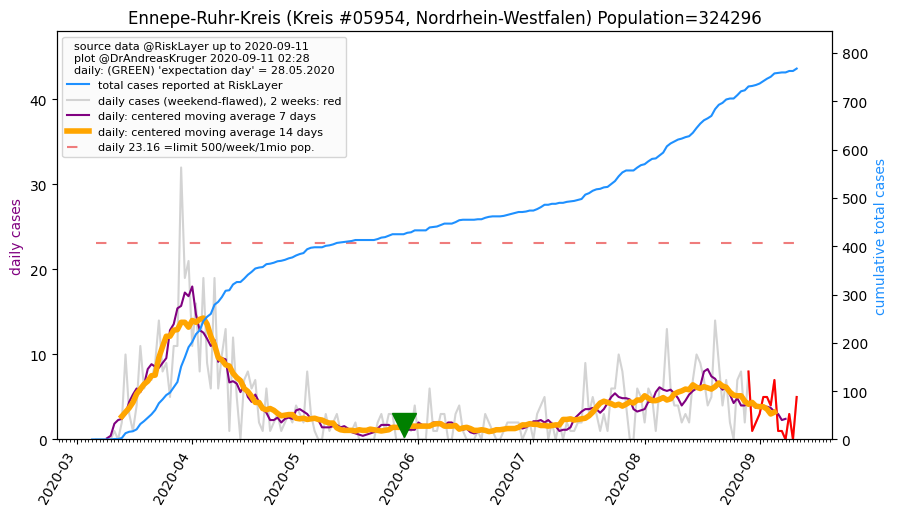 Ennepe-Ruhr-Kreis (Kreis #05954, Nordrhein-Westfalen) Population=324296
source data @RiskLayer up to 2020-09-11
plot @DrAndreasKruger 2020-09-11 02:28
daily: (GREEN) 'expectation day' = 28.05.2020
total cases reported at RiskLayer
daily cases (weekend-flawed), 2 weeks: red
daily: centered moving average 7 days
daily: centered moving average 14 days
daily 23.16 =limit 500/week/1mio pop.
daily cases
40
30
20
10
0
cumulative total cases
800
700
600
500
400
300
200
100
0
2020-03
2020-04
2020-05
2020-06
2020-07
2020-08
2020-09